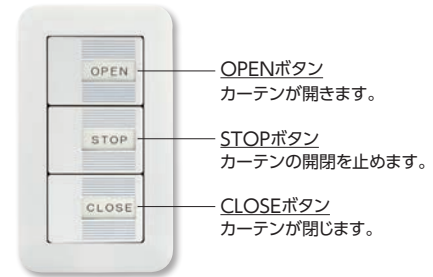 OPEN
OPENボタン
カーテンが開きます。
STOP
STOPボタン
カーテンの開閉を止めます。
CLOSE
CLOSEボタン
カーテンが閉じます。